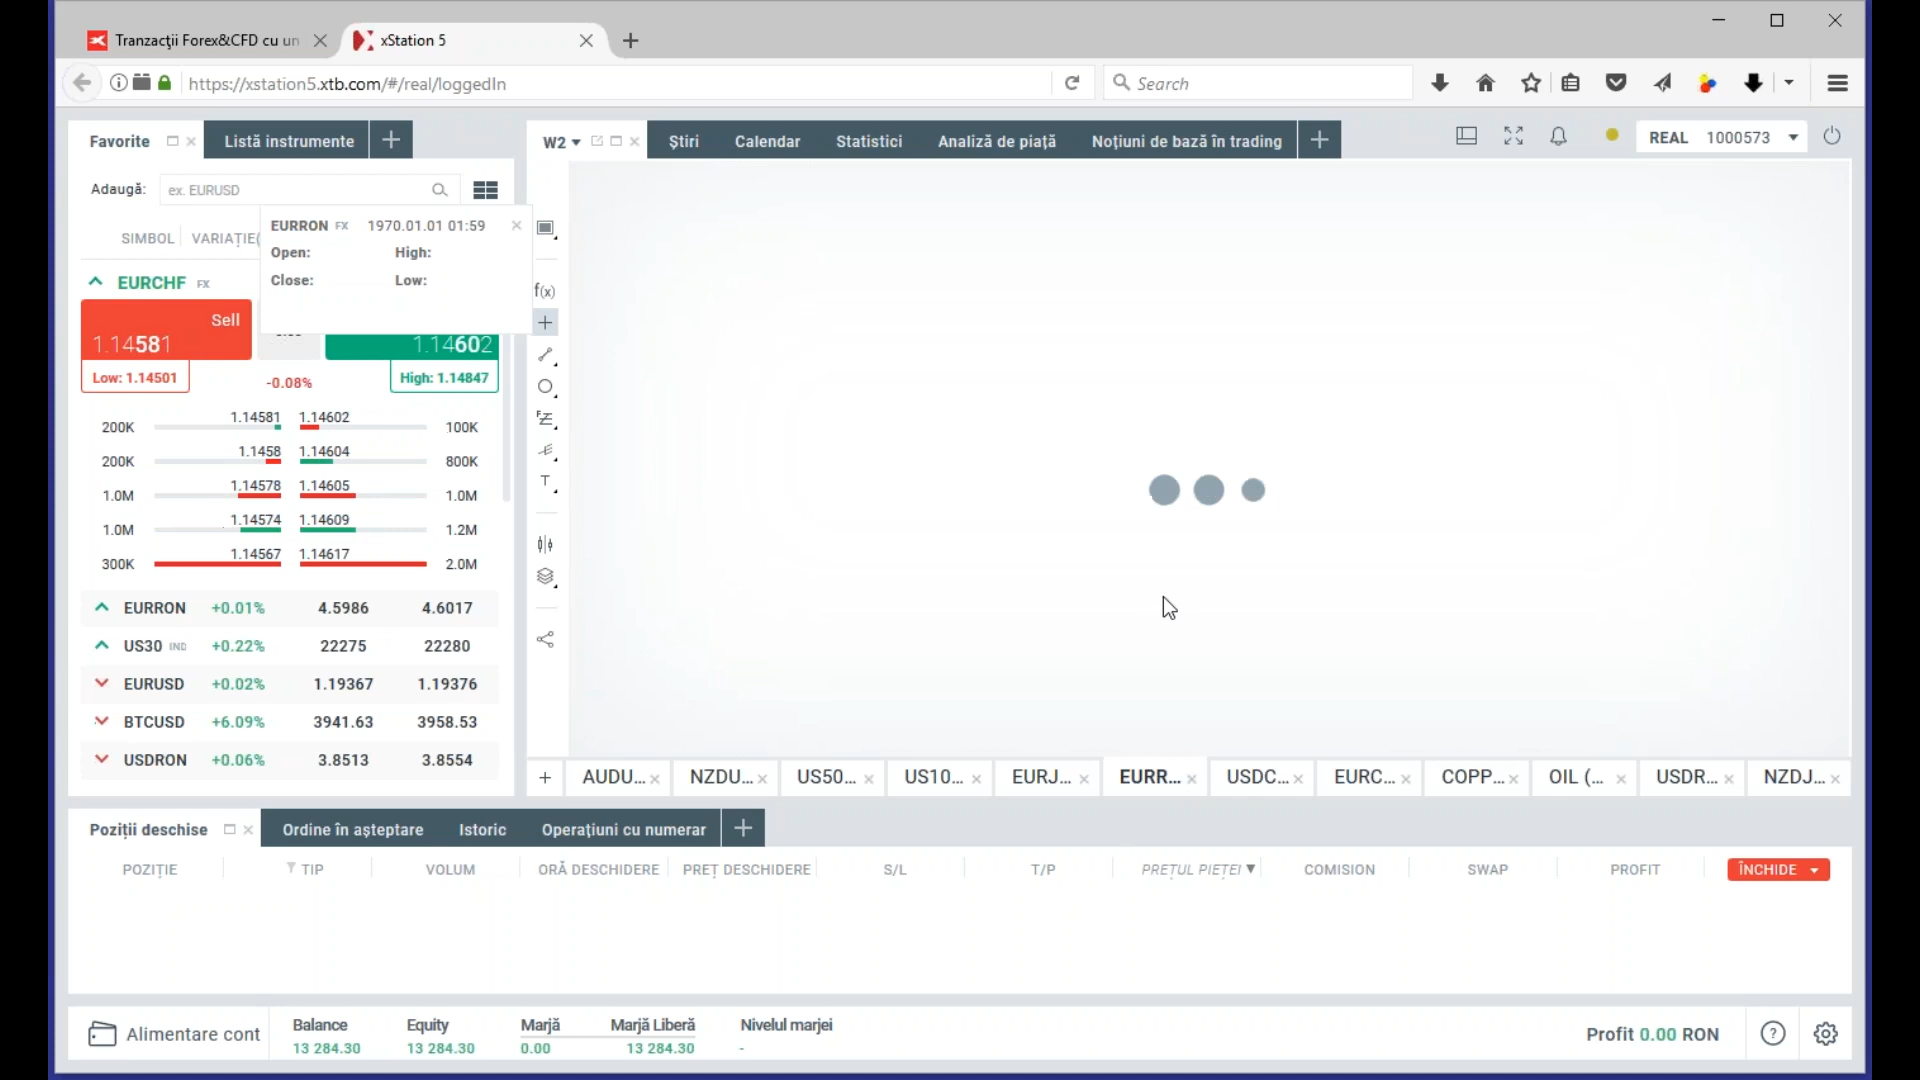 Tranzacţii Forex&CFD cu un
xStation 5
https://xstation5.xtb.com/#/real/loggedIn
Search
Favorite
Listă instrumente
W2
Știri
Calendar
Statistici
Analiză de piață
Noțiuni de bază în trading
REAL 1000573
Adaugă:
ex. EURUSD
SIMBOL
VARIAȚIE(
EURRON FX 1970.01.01 01:59
Open: High:
Close: Low:
EURCHF FX
Sell
1.14581
1.14602
Low: 1.14501
-0.08%
High: 1.14847
200K 1.14581 1.14602 100K
200K 1.1458 1.14604 800K
1.0M 1.14578 1.14605 1.0M
1.0M 1.14574 1.14609 1.2M
300K 1.14567 1.14617 2.0M
EURRON +0.01% 4.5986 4.6017
US30 IND +0.22% 22275 22280
EURUSD +0.02% 1.19367 1.19376
BTCUSD +6.09% 3941.63 3958.53
USDRON +0.06% 3.8513 3.8554
f(x)
T
AUDU... NZDU... US50... US10... EURJ... EURR... USDC... EURC... COPP... OIL (... USDR... NZDJ...
Poziții deschise
Ordine în așteptare
Istoric
Operațiuni cu numerar
POZIȚIE TIP VOLUM ORĂ DESCHIDERE PREȚ DESCHIDERE S/L T/P PREȚUL PIEȚEI COMISION SWAP PROFIT ÎNCHIDE
Alimentare cont
Balance Equity Marjă Marjă Liberă Nivelul marjei
13 284.30 13 284.30 0.00 13 284.30 -
Profit 0.00 RON